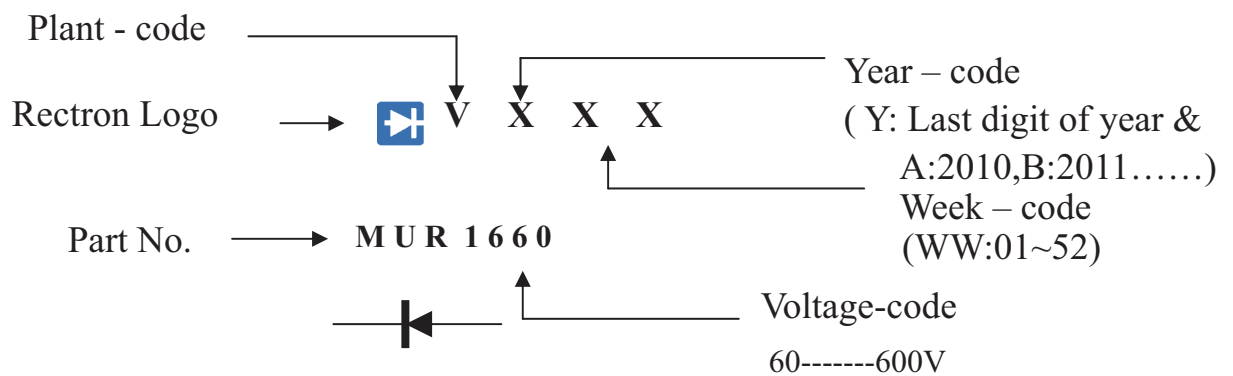 Plant - code
Year – code
Rectron Logo V X X X ( Y: Last digit of year &
A:2010,B:2011……)
Week – code
Part No. M U R 1 6 6 0 (WW:01~52)
Voltage-code
60-------600V